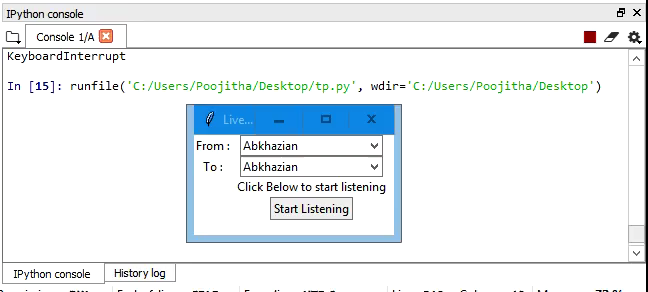 IPython console
Console 1/A
KeyboardInterrupt
In [15]: runfile('C:/Users/Poojitha/Desktop/tp.py', wdir='C:/Users/Poojitha/Desktop')
Live...
From : Abkhazian
To : Abkhazian
Click Below to start listening
Start Listening
IPython console History log